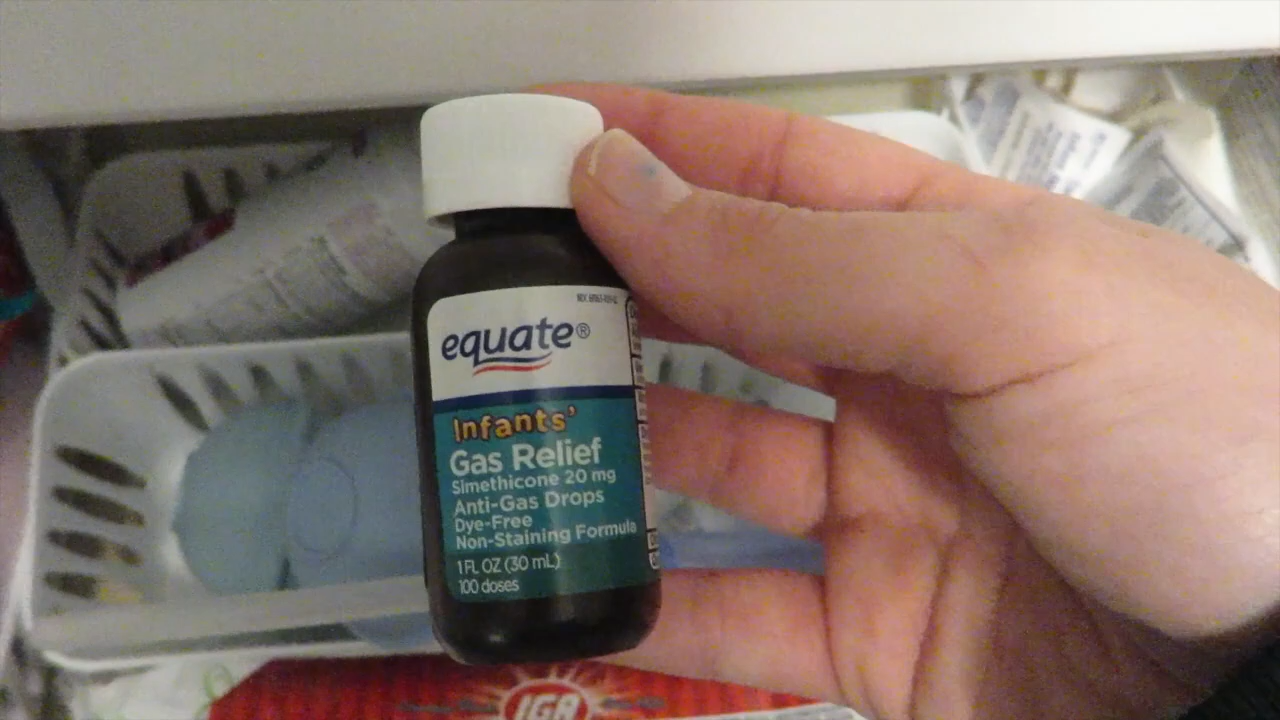 equate®
Infants'
Gas Relief
Simethicone 20 mg
Anti-Gas Drops
Dye-Free
Non-Staining Formula
1 FL OZ (30 mL)
100 doses
IGA